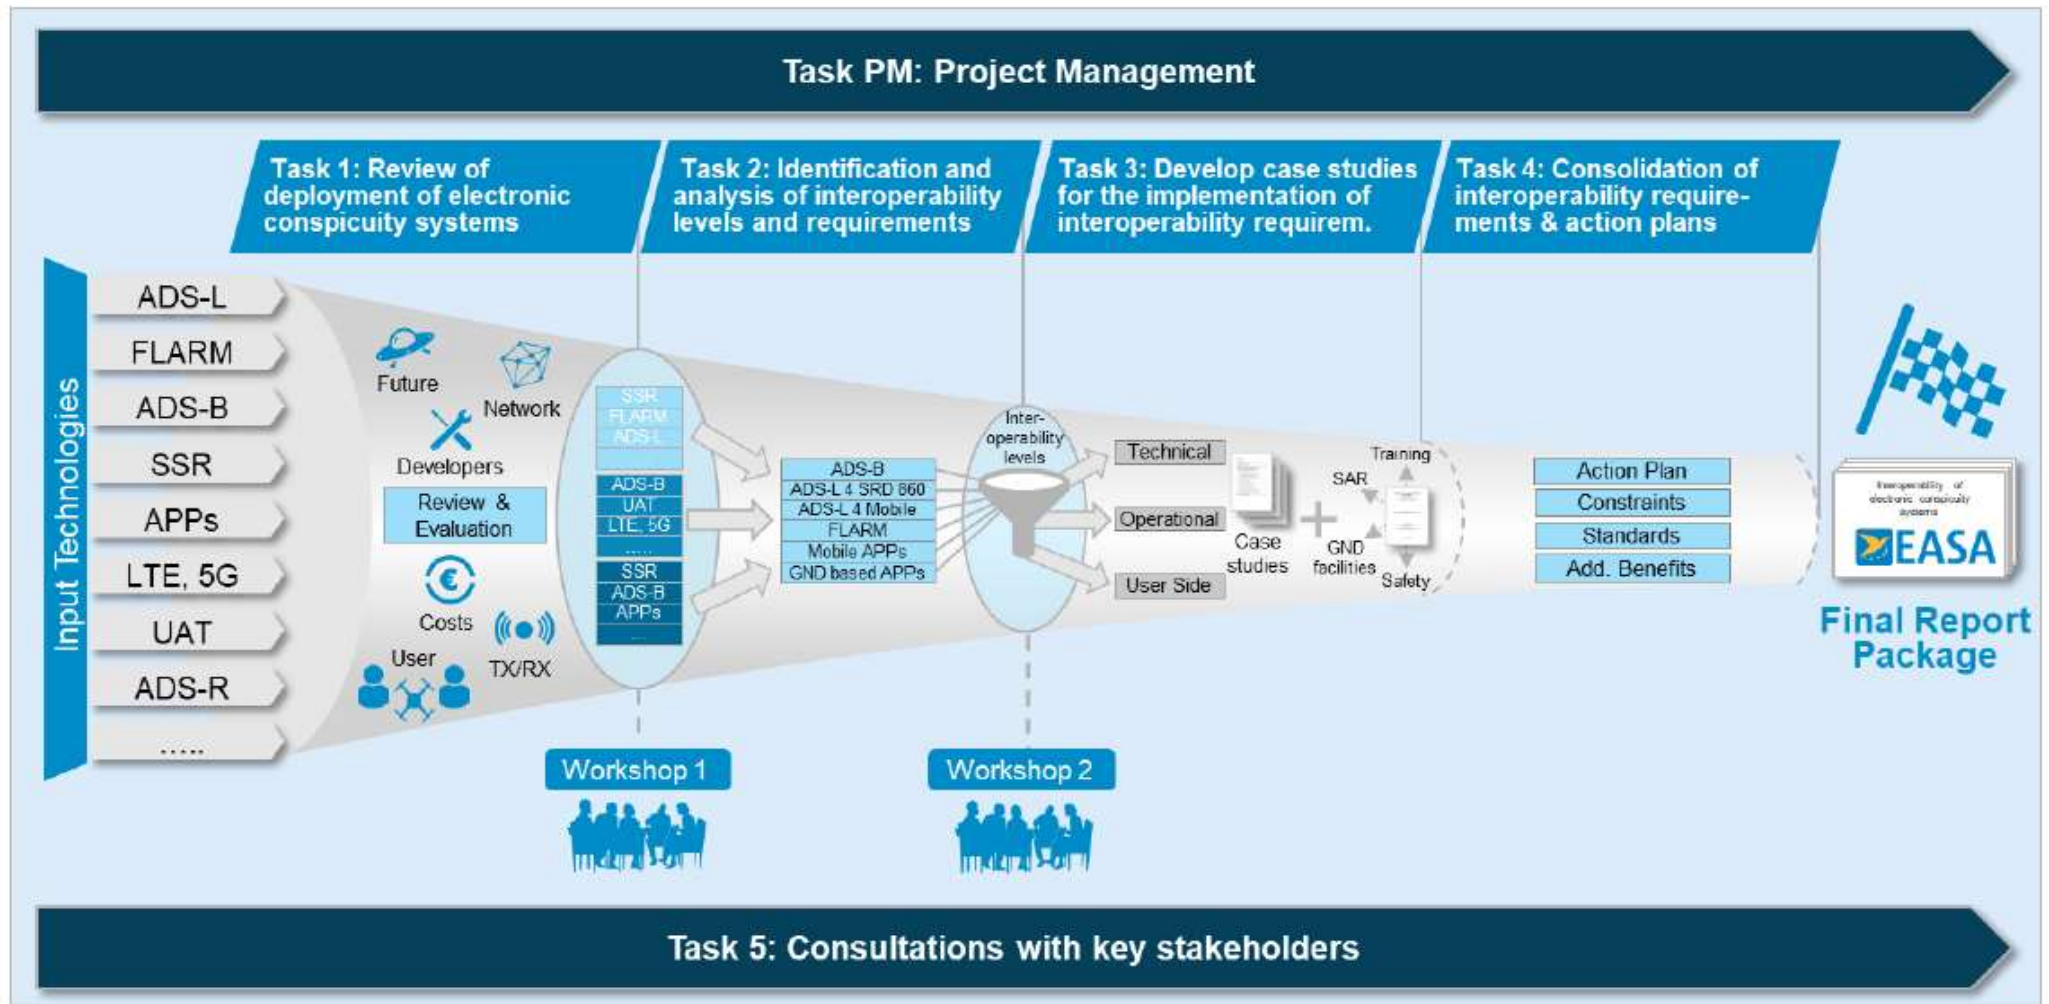 Task PM: Project Management
Task 1: Review of
deployment of electronic
conspicuity systems
Task 2: Identification and
analysis of interoperability
levels and requirements
Task 3: Develop case studies
for the implementation of
interoperability requirem.
Task 4: Consolidation of
interoperability require-
ments & action plans
Input Technologies
ADS-L
FLARM
ADS-B
SSR
APPs
LTE, 5G
UAT
ADS-R
.....
Future
Network
Developers
Review &
Evaluation
Costs
User
TX/RX
SSR
FLARM
ADS-L
ADS-B
UAT
LTE, 5G
.....
SSR
ADS-B
APPs
....
ADS-B
ADS-L 4 SRD 860
ADS-L 4 Mobile
FLARM
Mobile APPs
GND based APPs
Inter-
operability
levels
Technical
Operational
User Side
Case
studies
Training
SAR
GND
facilities
Safety
Action Plan
Constraints
Standards
Add. Benefits
Interoperability of
electronic conspicuity
systems
EASA
Final Report
Package
Workshop 1
Workshop 2
Task 5: Consultations with key stakeholders